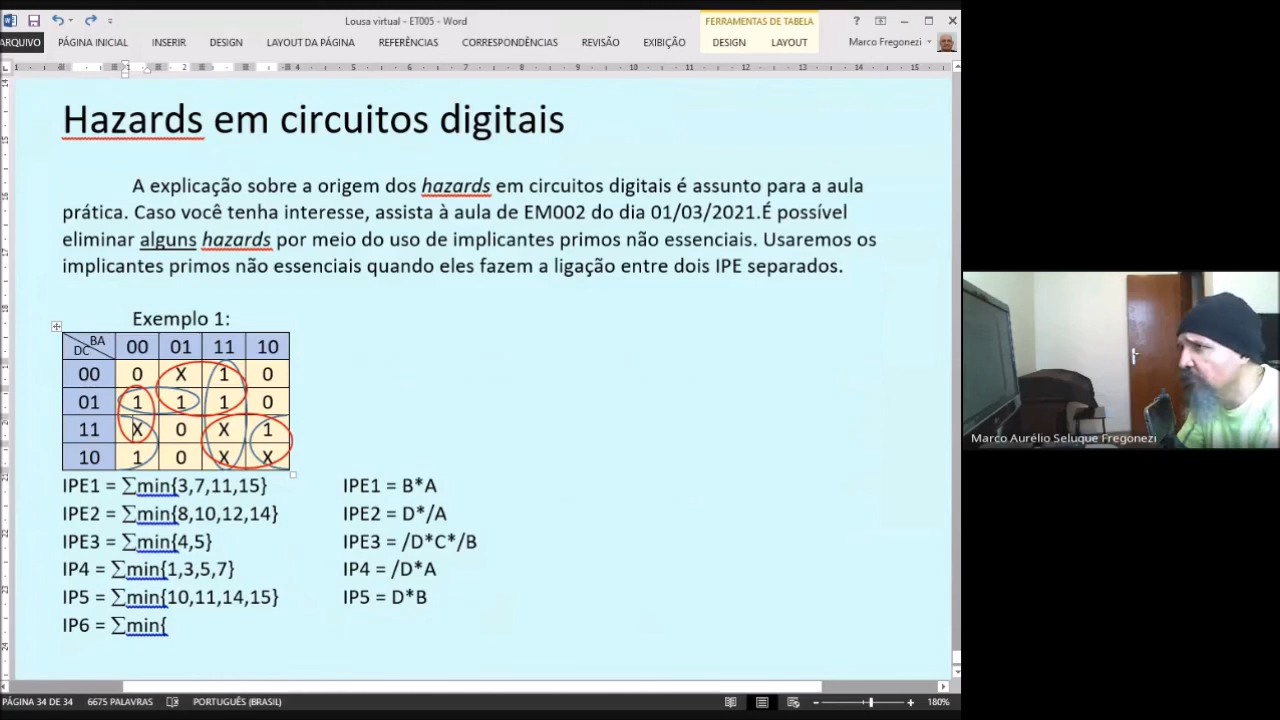 Lousa virtual - ET005 - Word
FERRAMENTAS DE TABELA
ARQUIVO PÁGINA INICIAL INSERIR DESIGN LAYOUT DA PÁGINA REFERÊNCIAS CORRESPONDÊNCIAS REVISÃO EXIBIÇÃO DESIGN LAYOUT Marco Fregonezi
Hazards em circuitos digitais
A explicação sobre a origem dos hazards em circuitos digitais é assunto para a aula
prática. Caso você tenha interesse, assista à aula de EM002 do dia 01/03/2021.É possível
eliminar alguns hazards por meio do uso de implicantes primos não essenciais. Usaremos os
implicantes primos não essenciais quando eles fazem a ligação entre dois IPE separados.
Exemplo 1:
DC BA 00 01 11 10
00 0 X 1 0
01 1 1 1 0
11 X 0 X 1
10 1 0 X X
IPE1 = ∑min{3,7,11,15} IPE1 = B*A
IPE2 = ∑min{8,10,12,14} IPE2 = D*/A
IPE3 = ∑min{4,5} IPE3 = /D*C*/B
IP4 = ∑min{1,3,5,7} IP4 = /D*A
IP5 = ∑min{10,11,14,15} IP5 = D*B
IP6 = ∑min{
Marco Aurélio Seluque Fregonezi
PÁGINA 34 DE 34 6675 PALAVRAS PORTUGUÊS (BRASIL) 180%